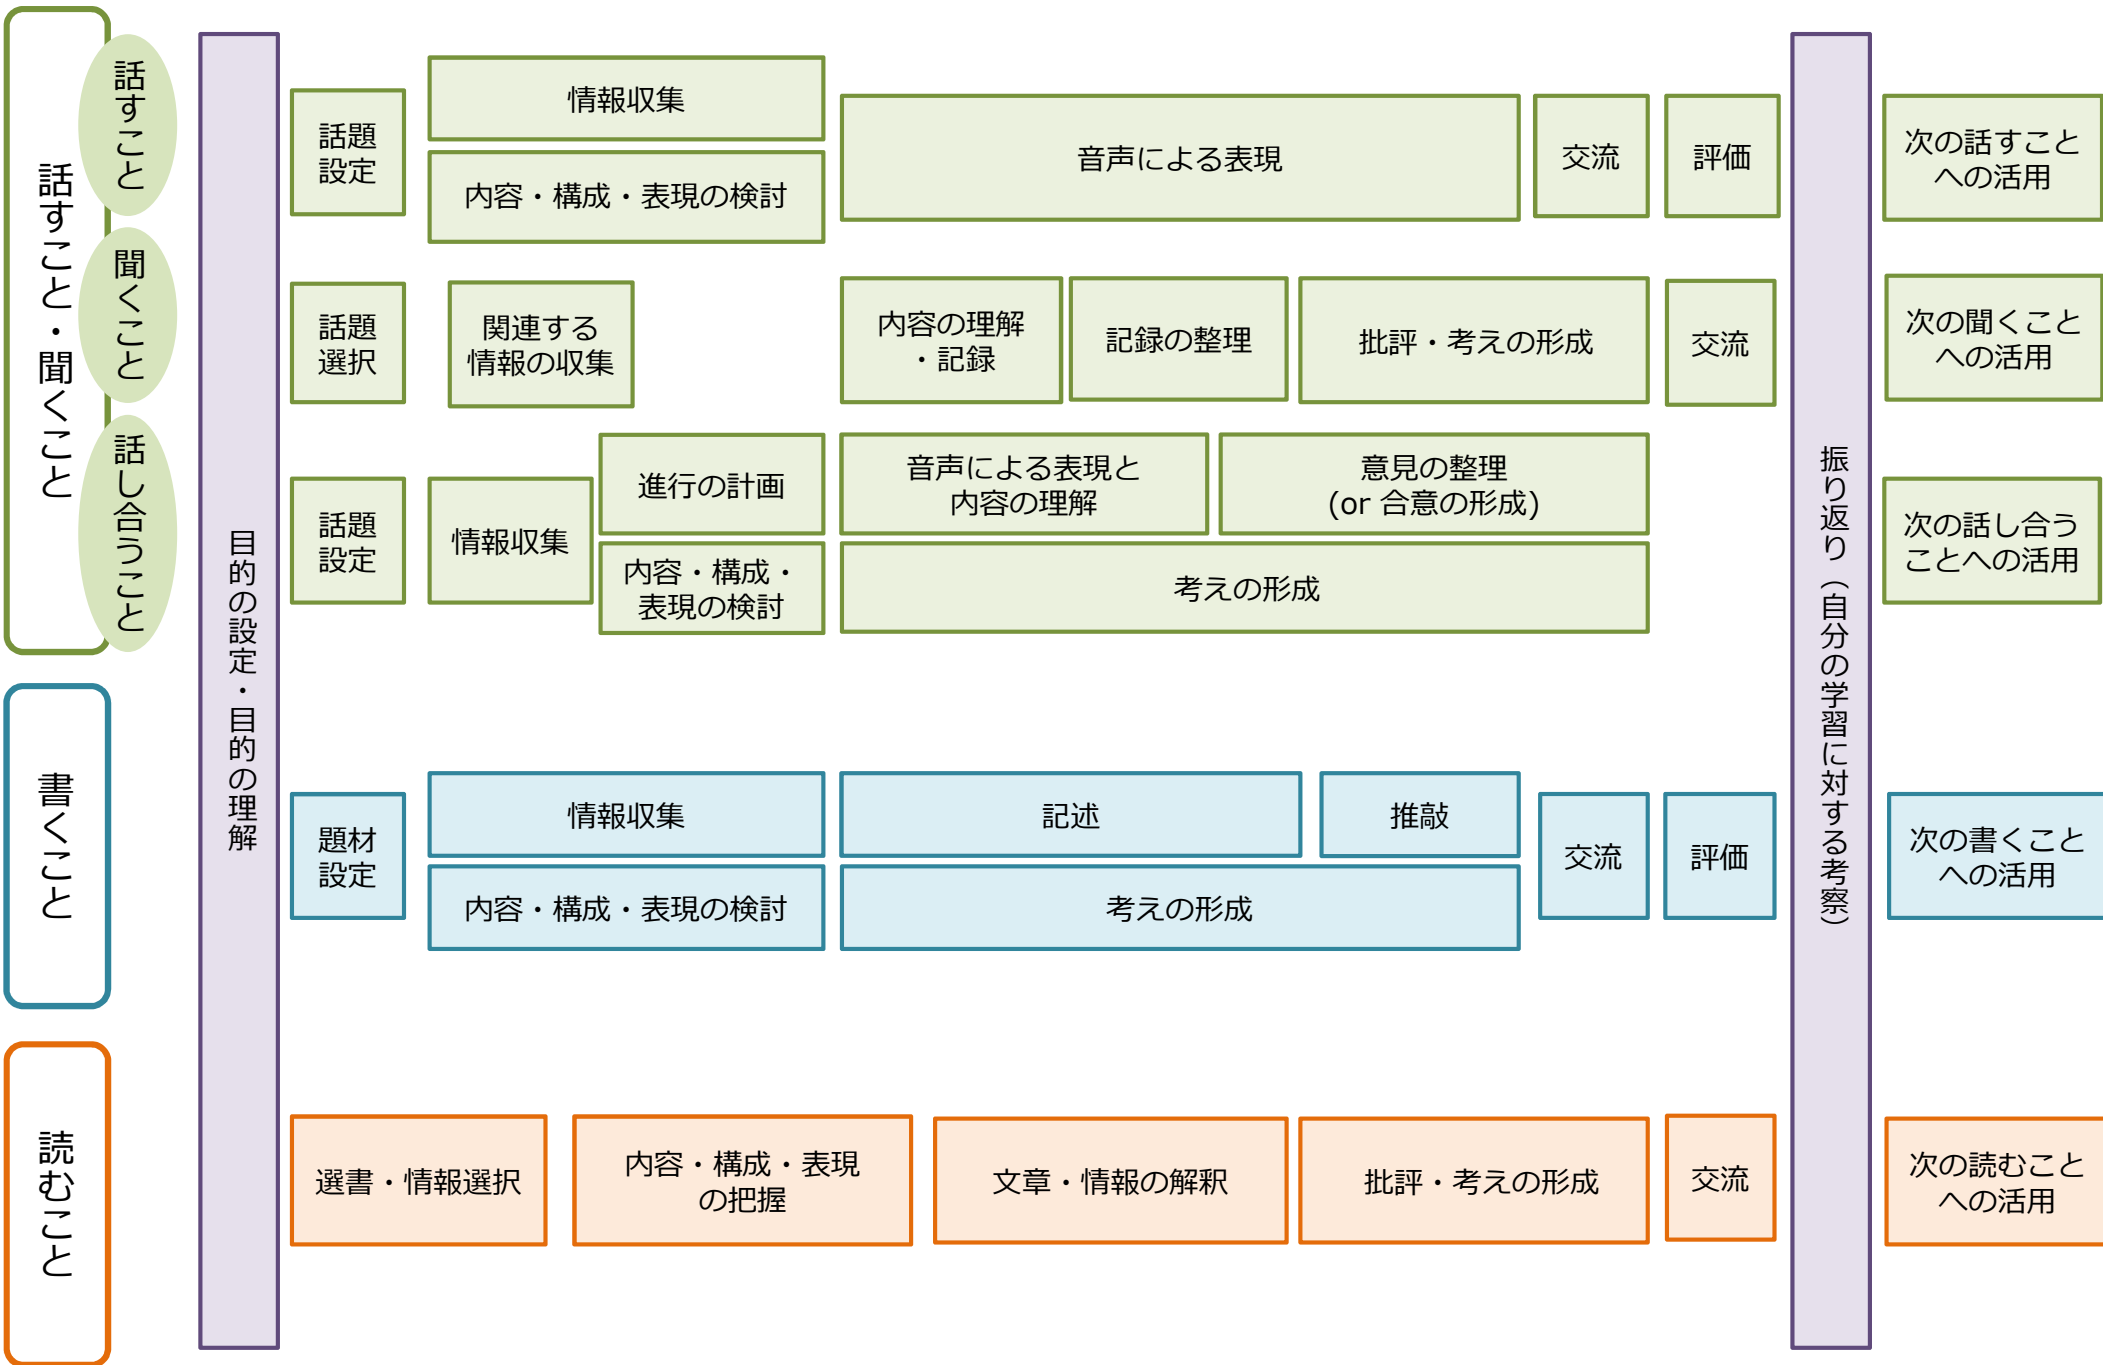 話すこと・聞くこと
話すこと
聞くこと
話し合うこと
目的の設定・目的の理解
話題
設定
情報収集
内容・構成・表現の検討
音声による表現
交流
評価
次の話すこと
への活用
話題
選択
関連する
情報の収集
内容の理解
・記録
記録の整理
批評・考えの形成
交流
次の聞くこと
への活用
話題
設定
情報収集
進行の計画
内容・構成・
表現の検討
音声による表現と
内容の理解
意見の整理
(or 合意の形成)
考えの形成
次の話し合う
ことへの活用
振り返り（自分の学習に対する考察）
書くこと
題材
設定
情報収集
内容・構成・表現の検討
記述
推敲
考えの形成
交流
評価
次の書くこと
への活用
読むこと
選書・情報選択
内容・構成・表現
の把握
文章・情報の解釈
批評・考えの形成
交流
次の読むこと
への活用